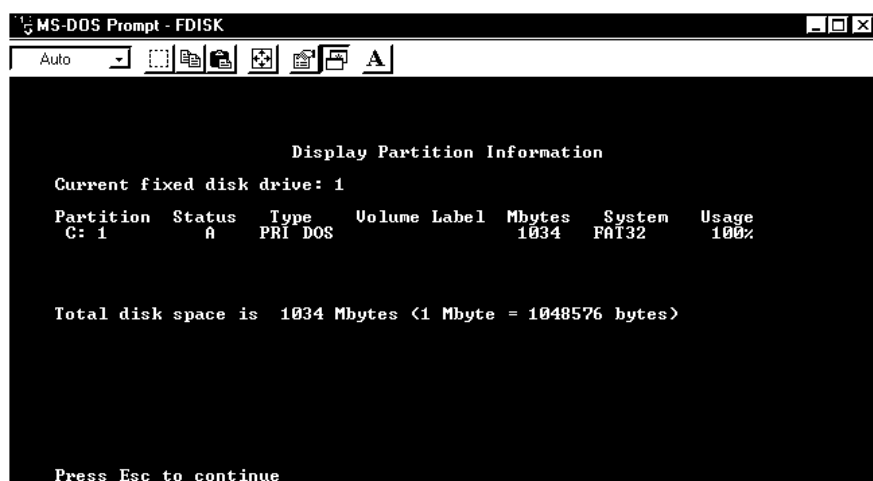 MS-DOS Prompt - FDISK
Auto
A
Display Partition Information
Current fixed disk drive: 1
Partition Status Type Volume Label Mbytes System Usage
C: 1 A PRI DOS 1034 FAT32 100%
Total disk space is 1034 Mbytes (1 Mbyte = 1048576 bytes)
Press Esc to continue